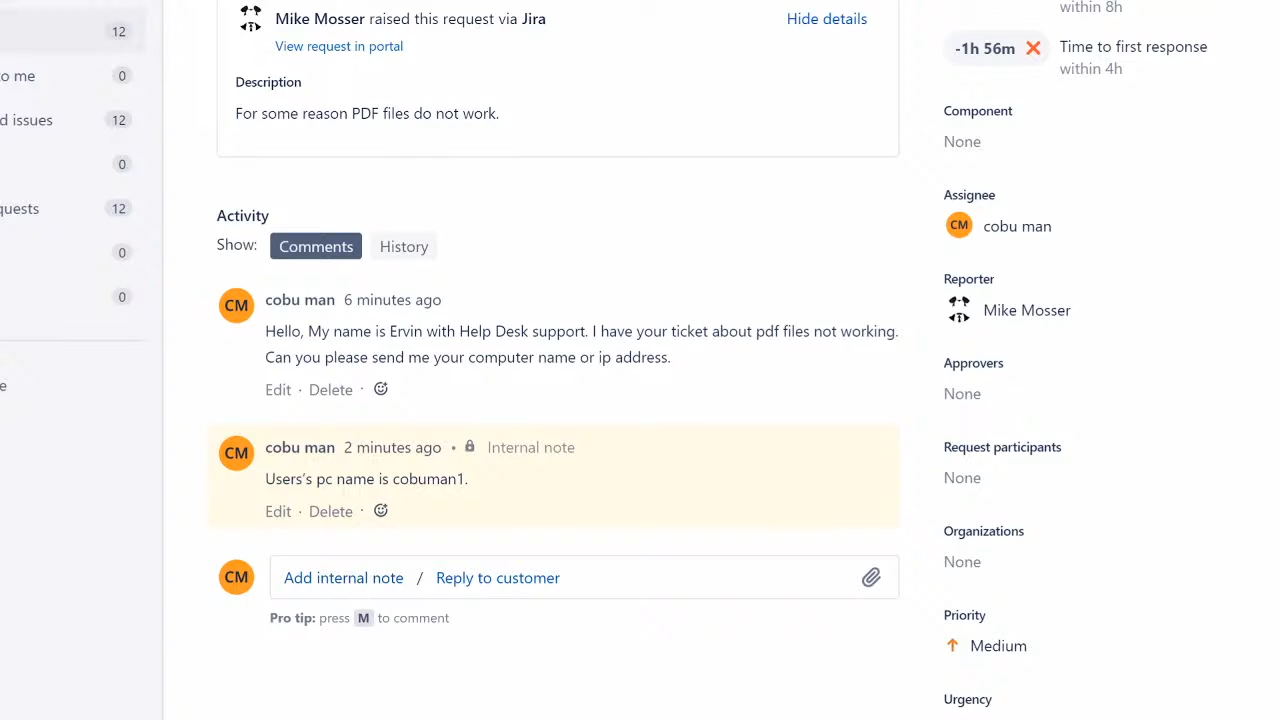 12
to me
0
d issues
12
0
quests
12
0
0
e
Mike Mosser raised this request via Jira
Hide details
View request in portal
Description
For some reason PDF files do not work.
Activity
Show:
Comments
History
CM
cobu man 6 minutes ago
Hello, My name is Ervin with Help Desk support. I have your ticket about pdf files not working.
Can you please send me your computer name or ip address.
Edit · Delete ·
CM
cobu man 2 minutes ago • Internal note
Users's pc name is cobuman1.
Edit · Delete ·
CM
Add internal note / Reply to customer
Pro tip: press M to comment
within 8h
-1h 56m
Time to first response
within 4h
Component
None
Assignee
CM
cobu man
Reporter
Mike Mosser
Approvers
None
Request participants
None
Organizations
None
Priority
Medium
Urgency